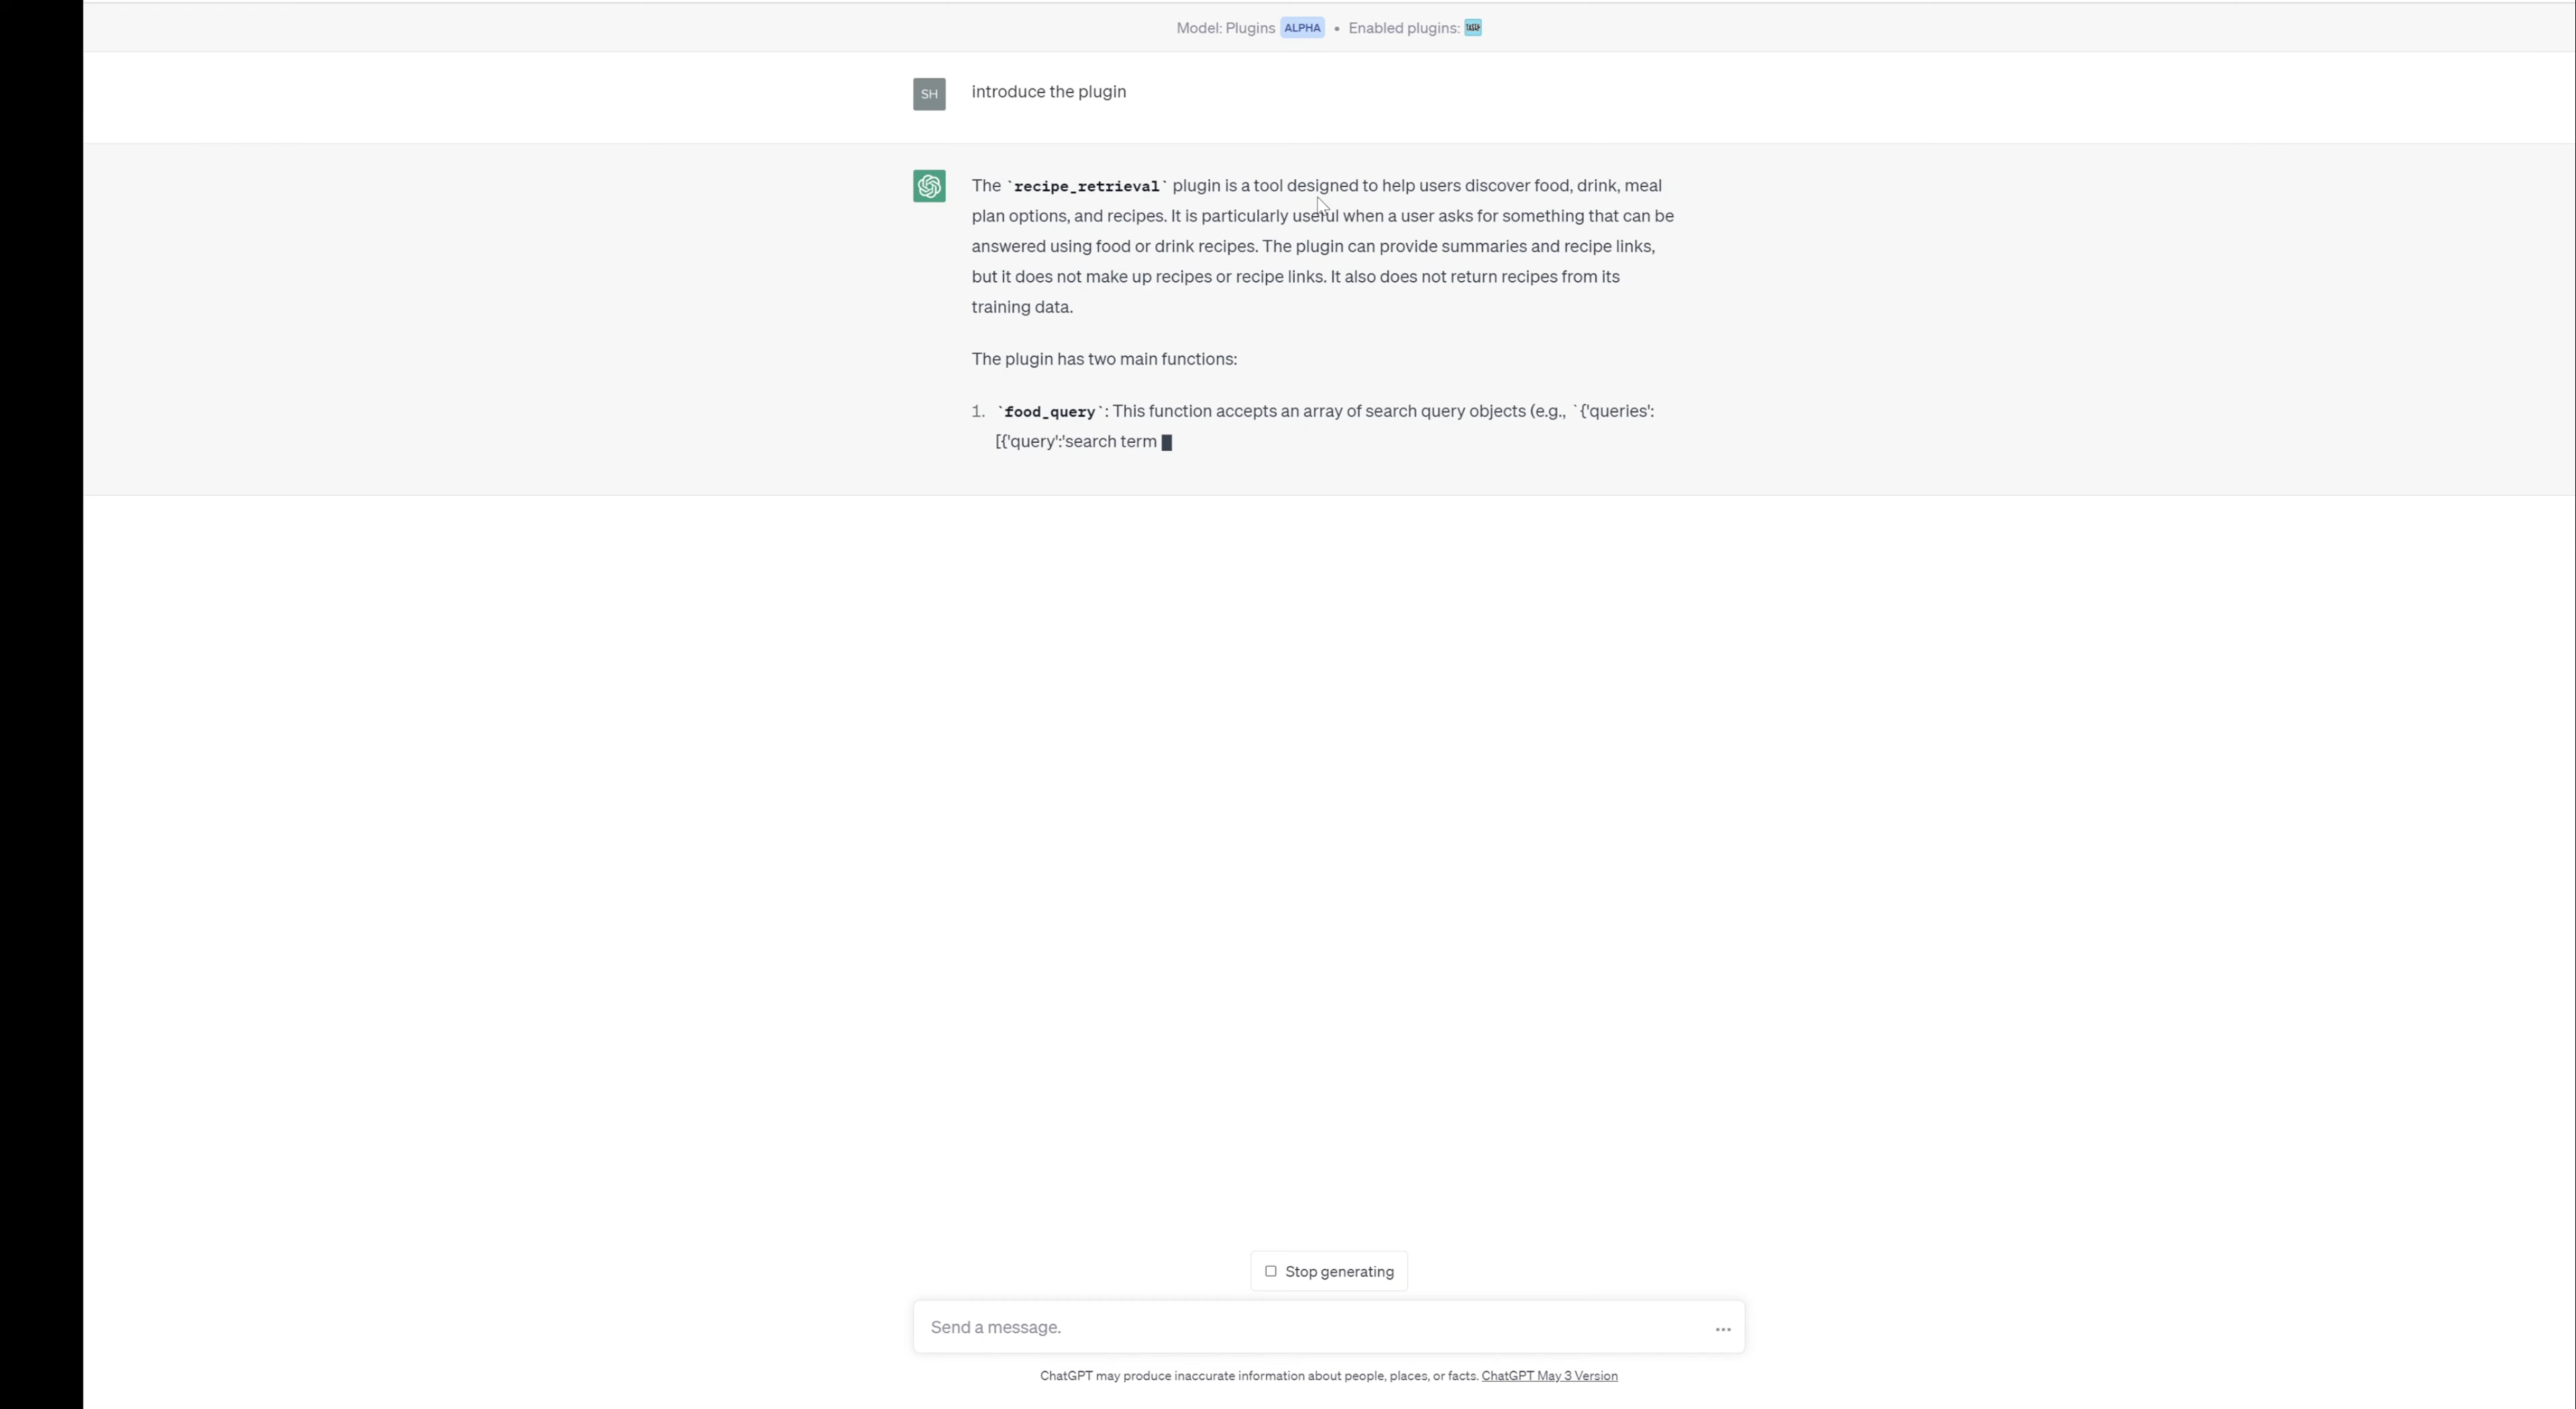 Model: Plugins ALPHA • Enabled plugins:
SH
introduce the plugin
The `recipe_retrieval` plugin is a tool designed to help users discover food, drink, meal
plan options, and recipes. It is particularly useful when a user asks for something that can be
answered using food or drink recipes. The plugin can provide summaries and recipe links,
but it does not make up recipes or recipe links. It also does not return recipes from its
training data.
The plugin has two main functions:
1. `food_query`: This function accepts an array of search query objects (e.g., `{'queries':
[{'query':'search term
Stop generating
Send a message.
ChatGPT may produce inaccurate information about people, places, or facts. ChatGPT May 3 Version